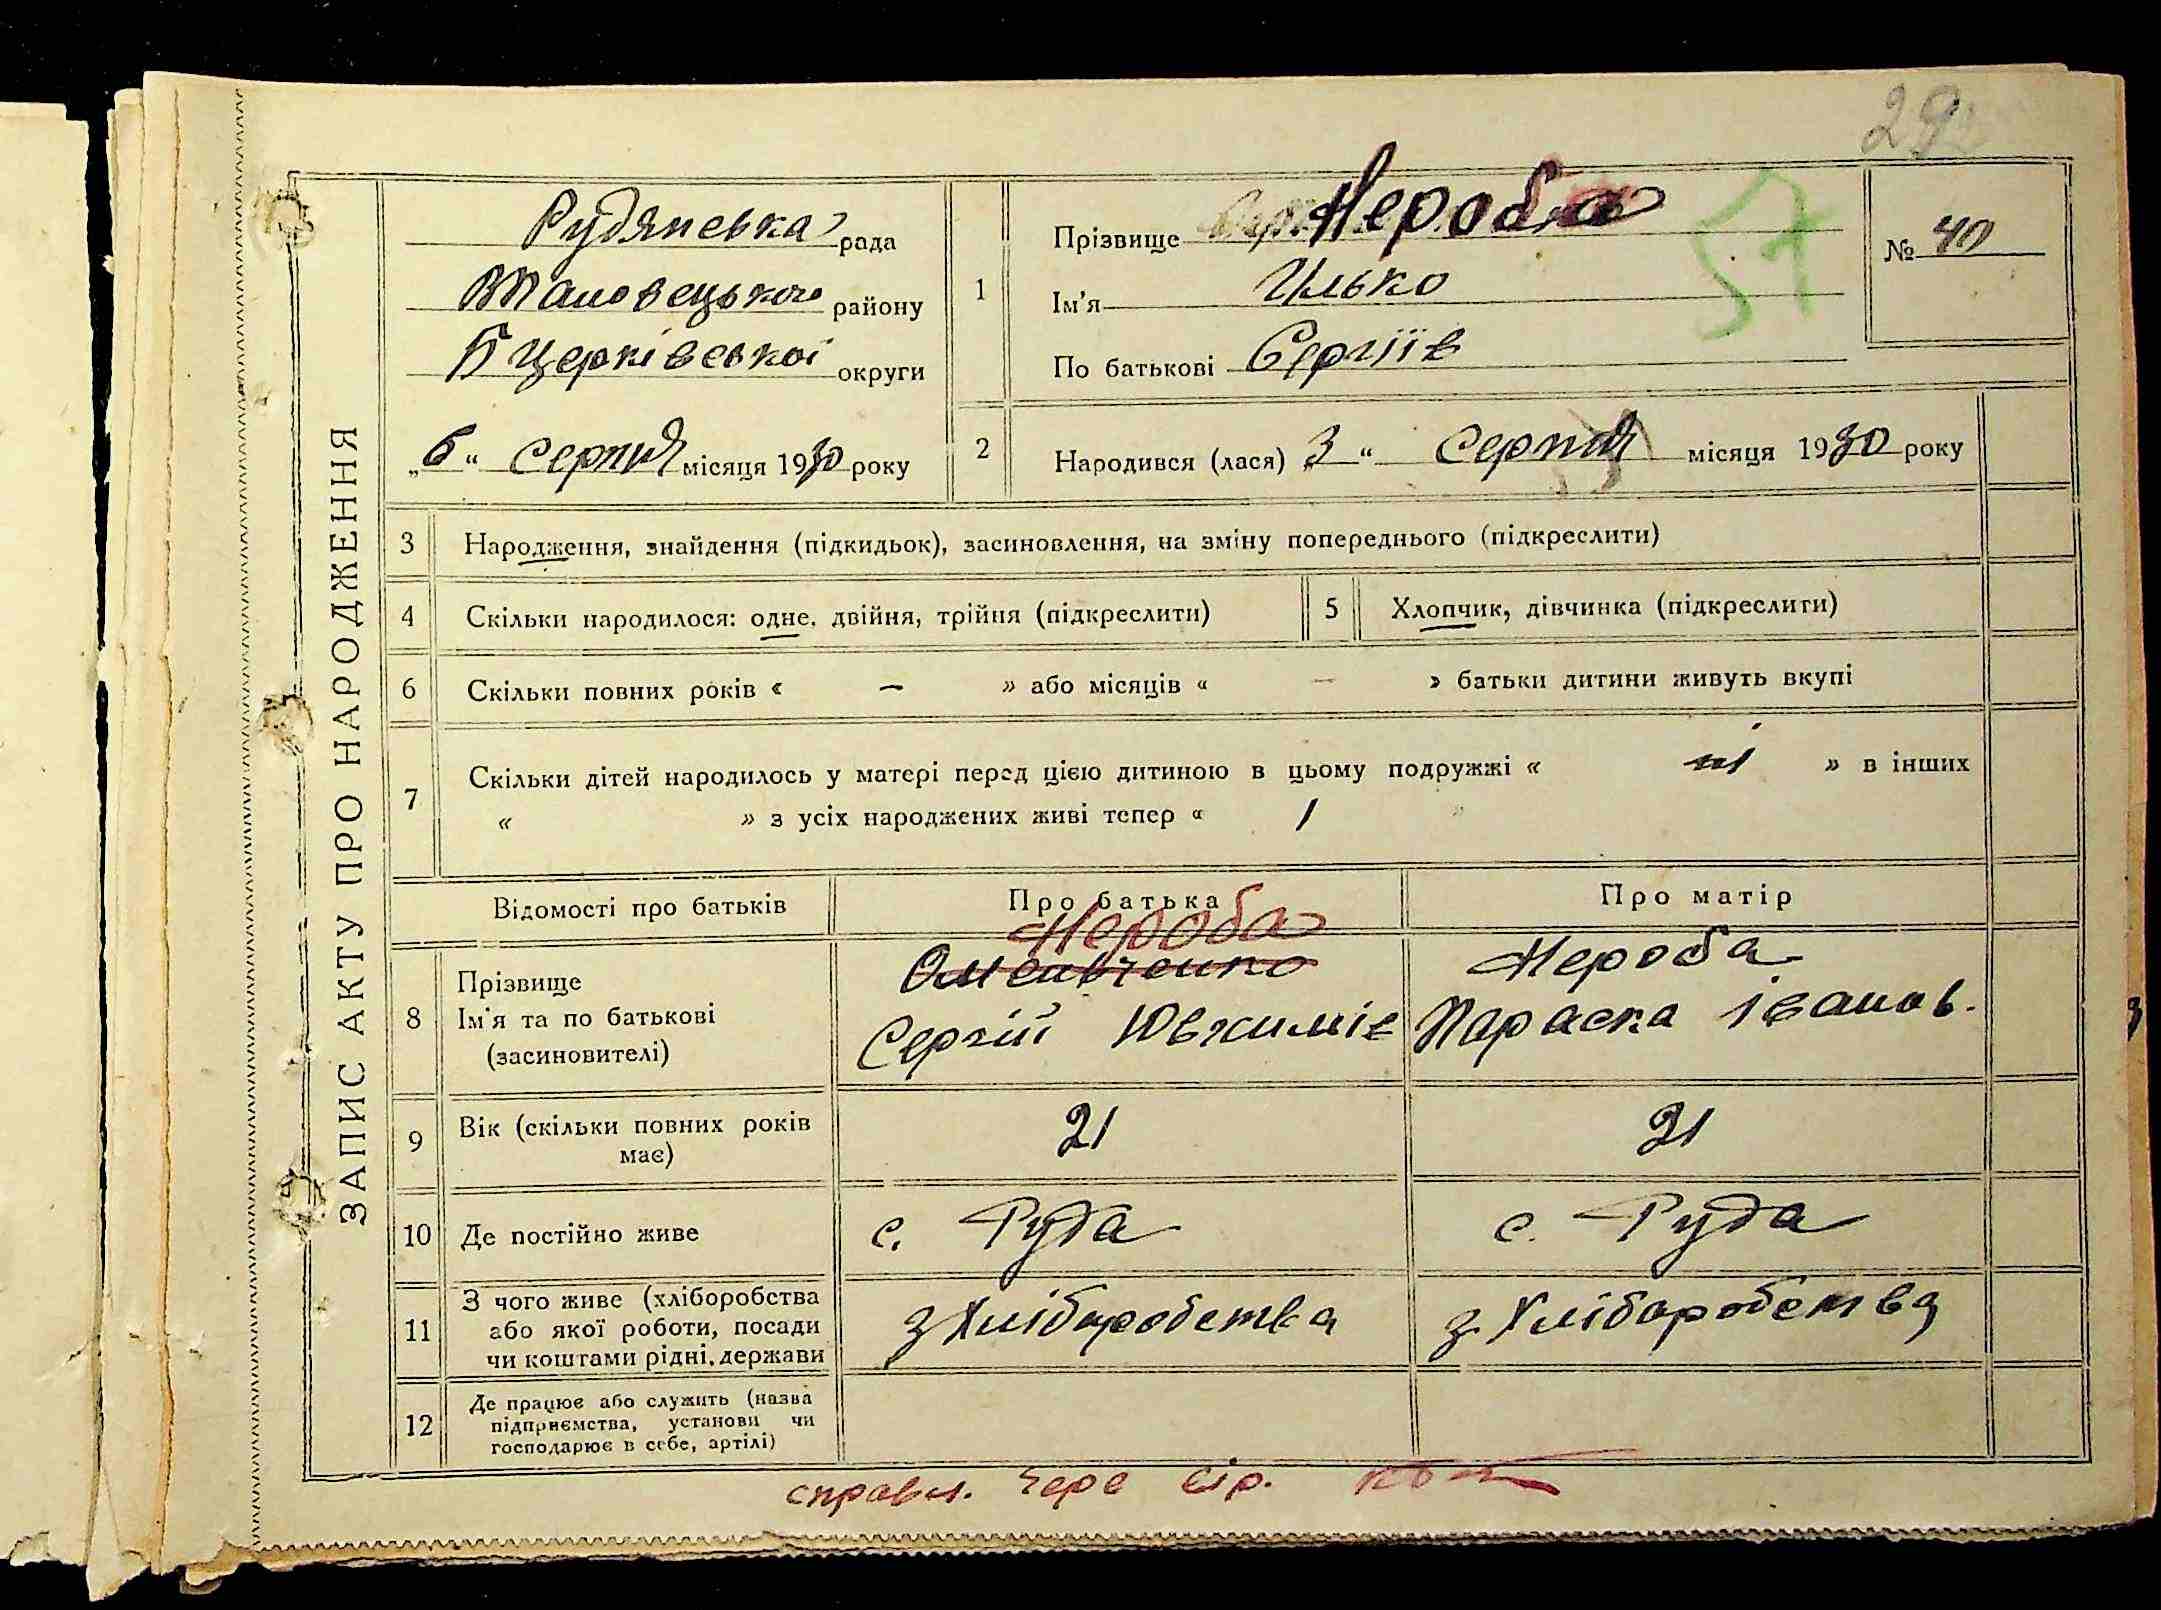 29
ЗАПИС АКТУ ПРО НАРОДЖЕННЯ
Рудянська рада
району
Б Церківської округи
„6“ Серпня місяця 1930 року
1
Прізвище Нероба
Ім'я Илько
По батькові Сергіїв
57
№ 40
2
Народився (лася) „3“ Серпня місяця 1930 року
3 Народження, знайдення (підкидьок), засиновлення, на зміну попереднього (підкреслити)
4 Скільки народилося: одне, двійня, трійня (підкреслити)
5 Хлопчик, дівчинка (підкреслити)
6 Скільки повних років « – » або місяців « – » батьки дитини живуть вкупі
7 Скільки дітей народилось у матері перед цією дитиною в цьому подружжі « ні » в інших
« » з усіх народжених живі тепер « 1 »
Відомості про батьків Про батька Про матір
8 Прізвище
Ім'я та по батькові
(засиновителі)
Нероба
Омельченко
Сергій Ювхимів
Нероба
Параска Іванов.
9 Вік (скільки повних років
має)
21 21
10 Де постійно живе с. Руда с. Руда
11 З чого живе (хліборобства
або якої роботи, посади
чи коштами рідні, держави
з Хліборобства з Хліборобства
12 Де працює або служить (назва
підприємства, установи чи
господарює в себе, артілі)
справл.